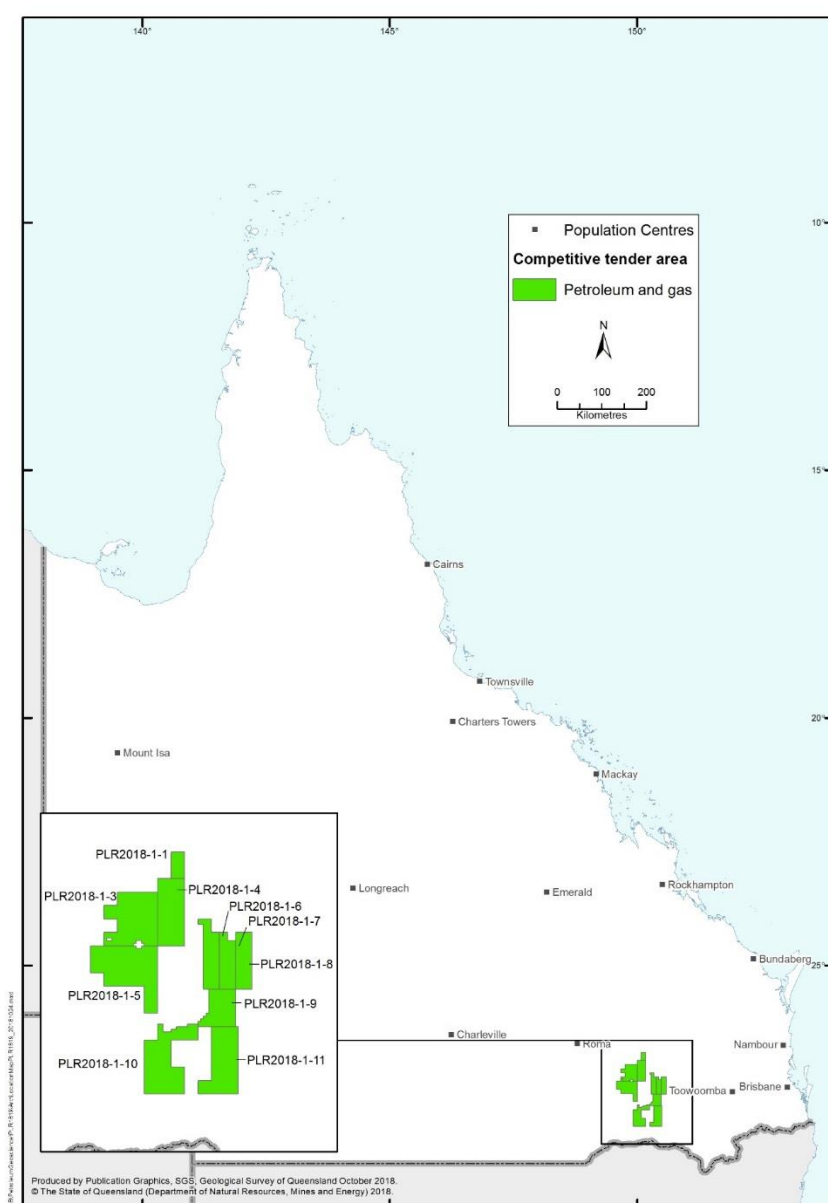 140°
145°
150°
10°
Population Centres
Competitive tender area
Petroleum and gas
N
0 100 200
Kilometres
15°
Cairns
Townsville
Charters Towers
20°
Mount Isa
Mackay
PLR2018-1-1
PLR2018-1-3
PLR2018-1-4
PLR2018-1-6
PLR2018-1-7
PLR2018-1-8
PLR2018-1-5
PLR2018-1-9
PLR2018-1-10
PLR2018-1-11
Longreach
Emerald
Rockhampton
Bundaberg
25°
Charleville
Roma
Nambour
Toowoomba
Brisbane
Produced by Publication Graphics, SGS, Geological Survey of Queensland October 2018.
© The State of Queensland (Department of Natural Resources, Mines and Energy) 2018.